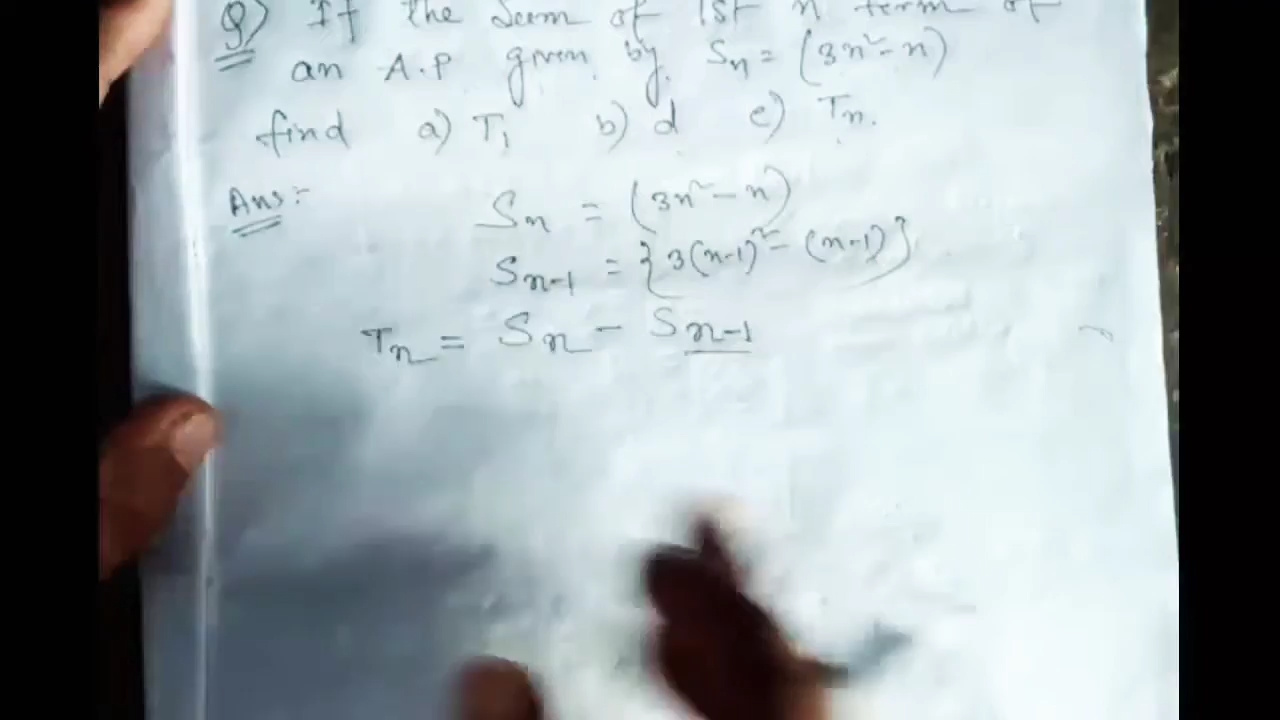 Q) If the Sum of 1st n term of
an A.P given by Sn = (3n² - n)
find a) T₁ b) d c) Tn.
Ans:-
Sn = (3n² - n)
Sn-1 = {3(n-1)² - (n-1)}
Tn = Sn - Sn-1